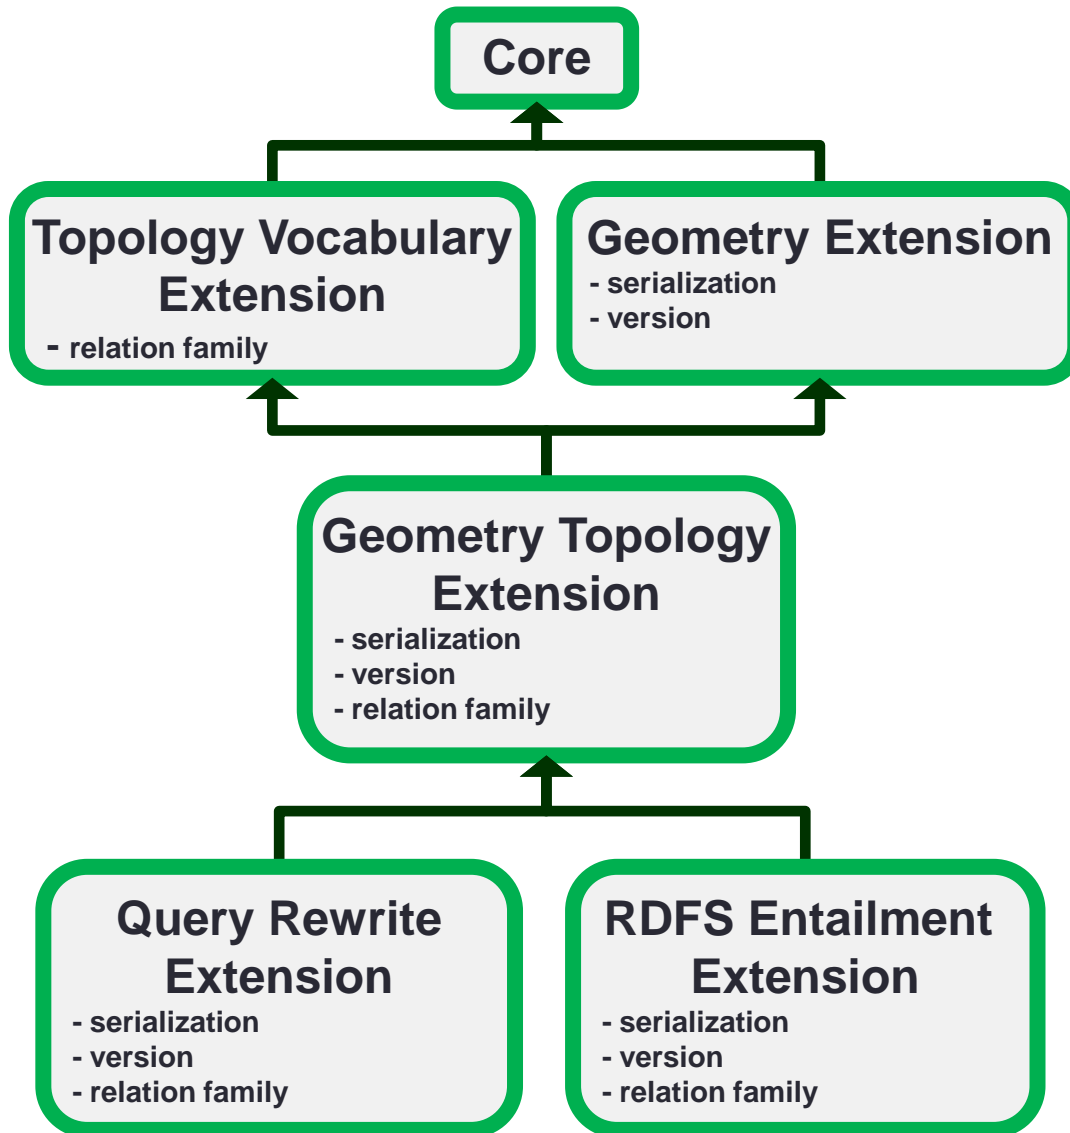 Core
Topology Vocabulary
Extension
- relation family
Geometry Extension
- serialization
- version
Geometry Topology
Extension
- serialization
- version
- relation family
Query Rewrite
Extension
- serialization
- version
- relation family
RDFS Entailment
Extension
- serialization
- version
- relation family